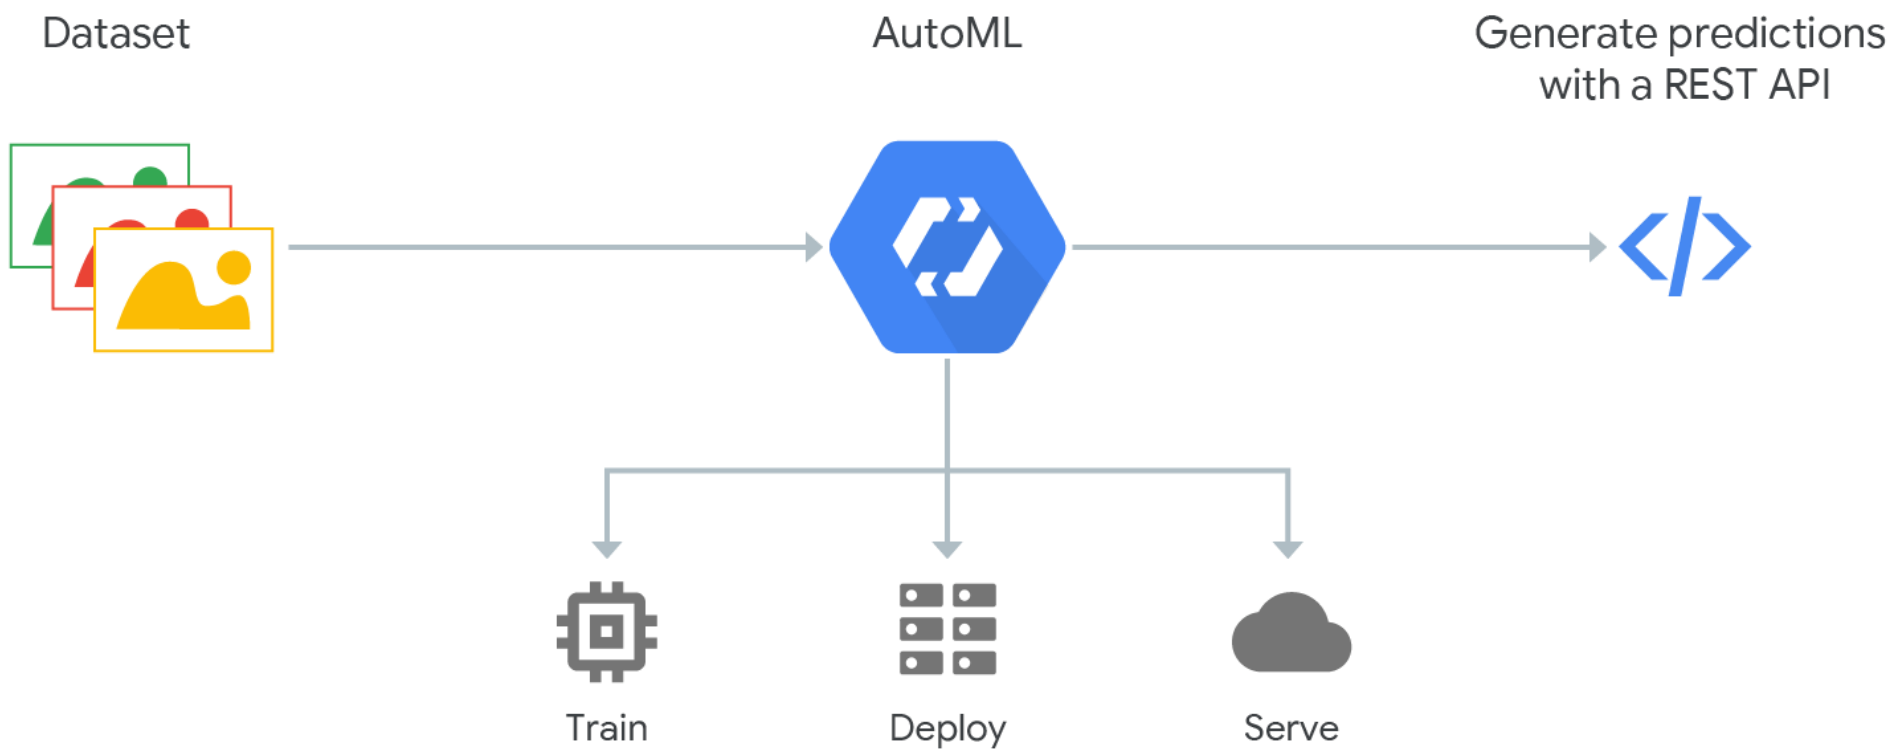 Dataset
AutoML
Generate predictions
with a REST API
Train
Deploy
Serve